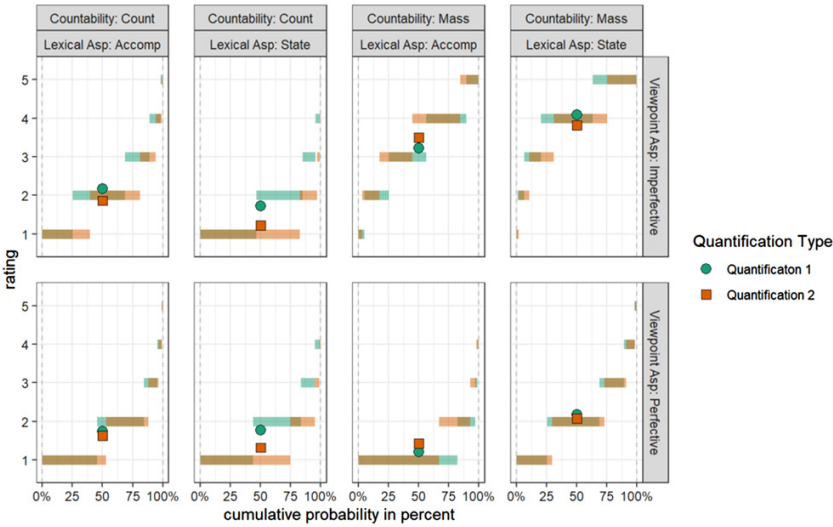 Countability: Count
Countability: Count
Countability: Mass
Countability: Mass
Lexical Asp: Accomp
Lexical Asp: State
Lexical Asp: Accomp
Lexical Asp: State
5
4
3
2
1
Viewpoint Asp: Imperfective
rating
Quantification Type
Quantificaton 1
Quantification 2
5
4
3
2
1
Viewpoint Asp: Perfective
0% 25 50 75 100%
0% 25 50 75 100%
0% 25 50 75 100%
0% 25 50 75 100%
cumulative probability in percent